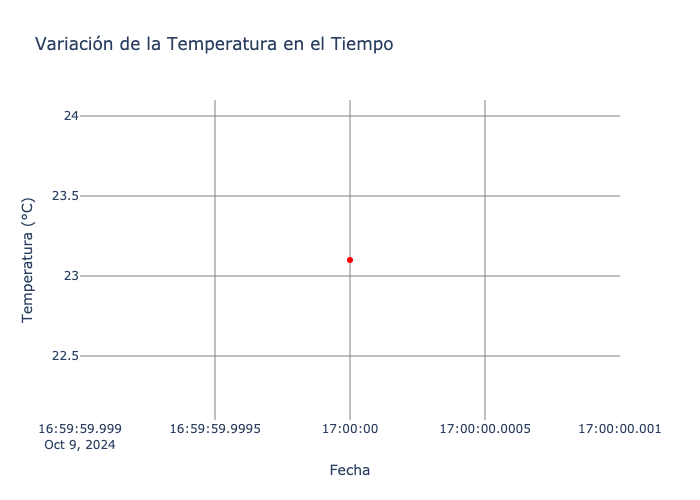 Variación de la Temperatura en el Tiempo
24
23.5
23
22.5
Temperatura (°C)
16:59:59.999 16:59:59.9995 17:00:00 17:00:00.0005 17:00:00.001
Oct 9, 2024
Fecha